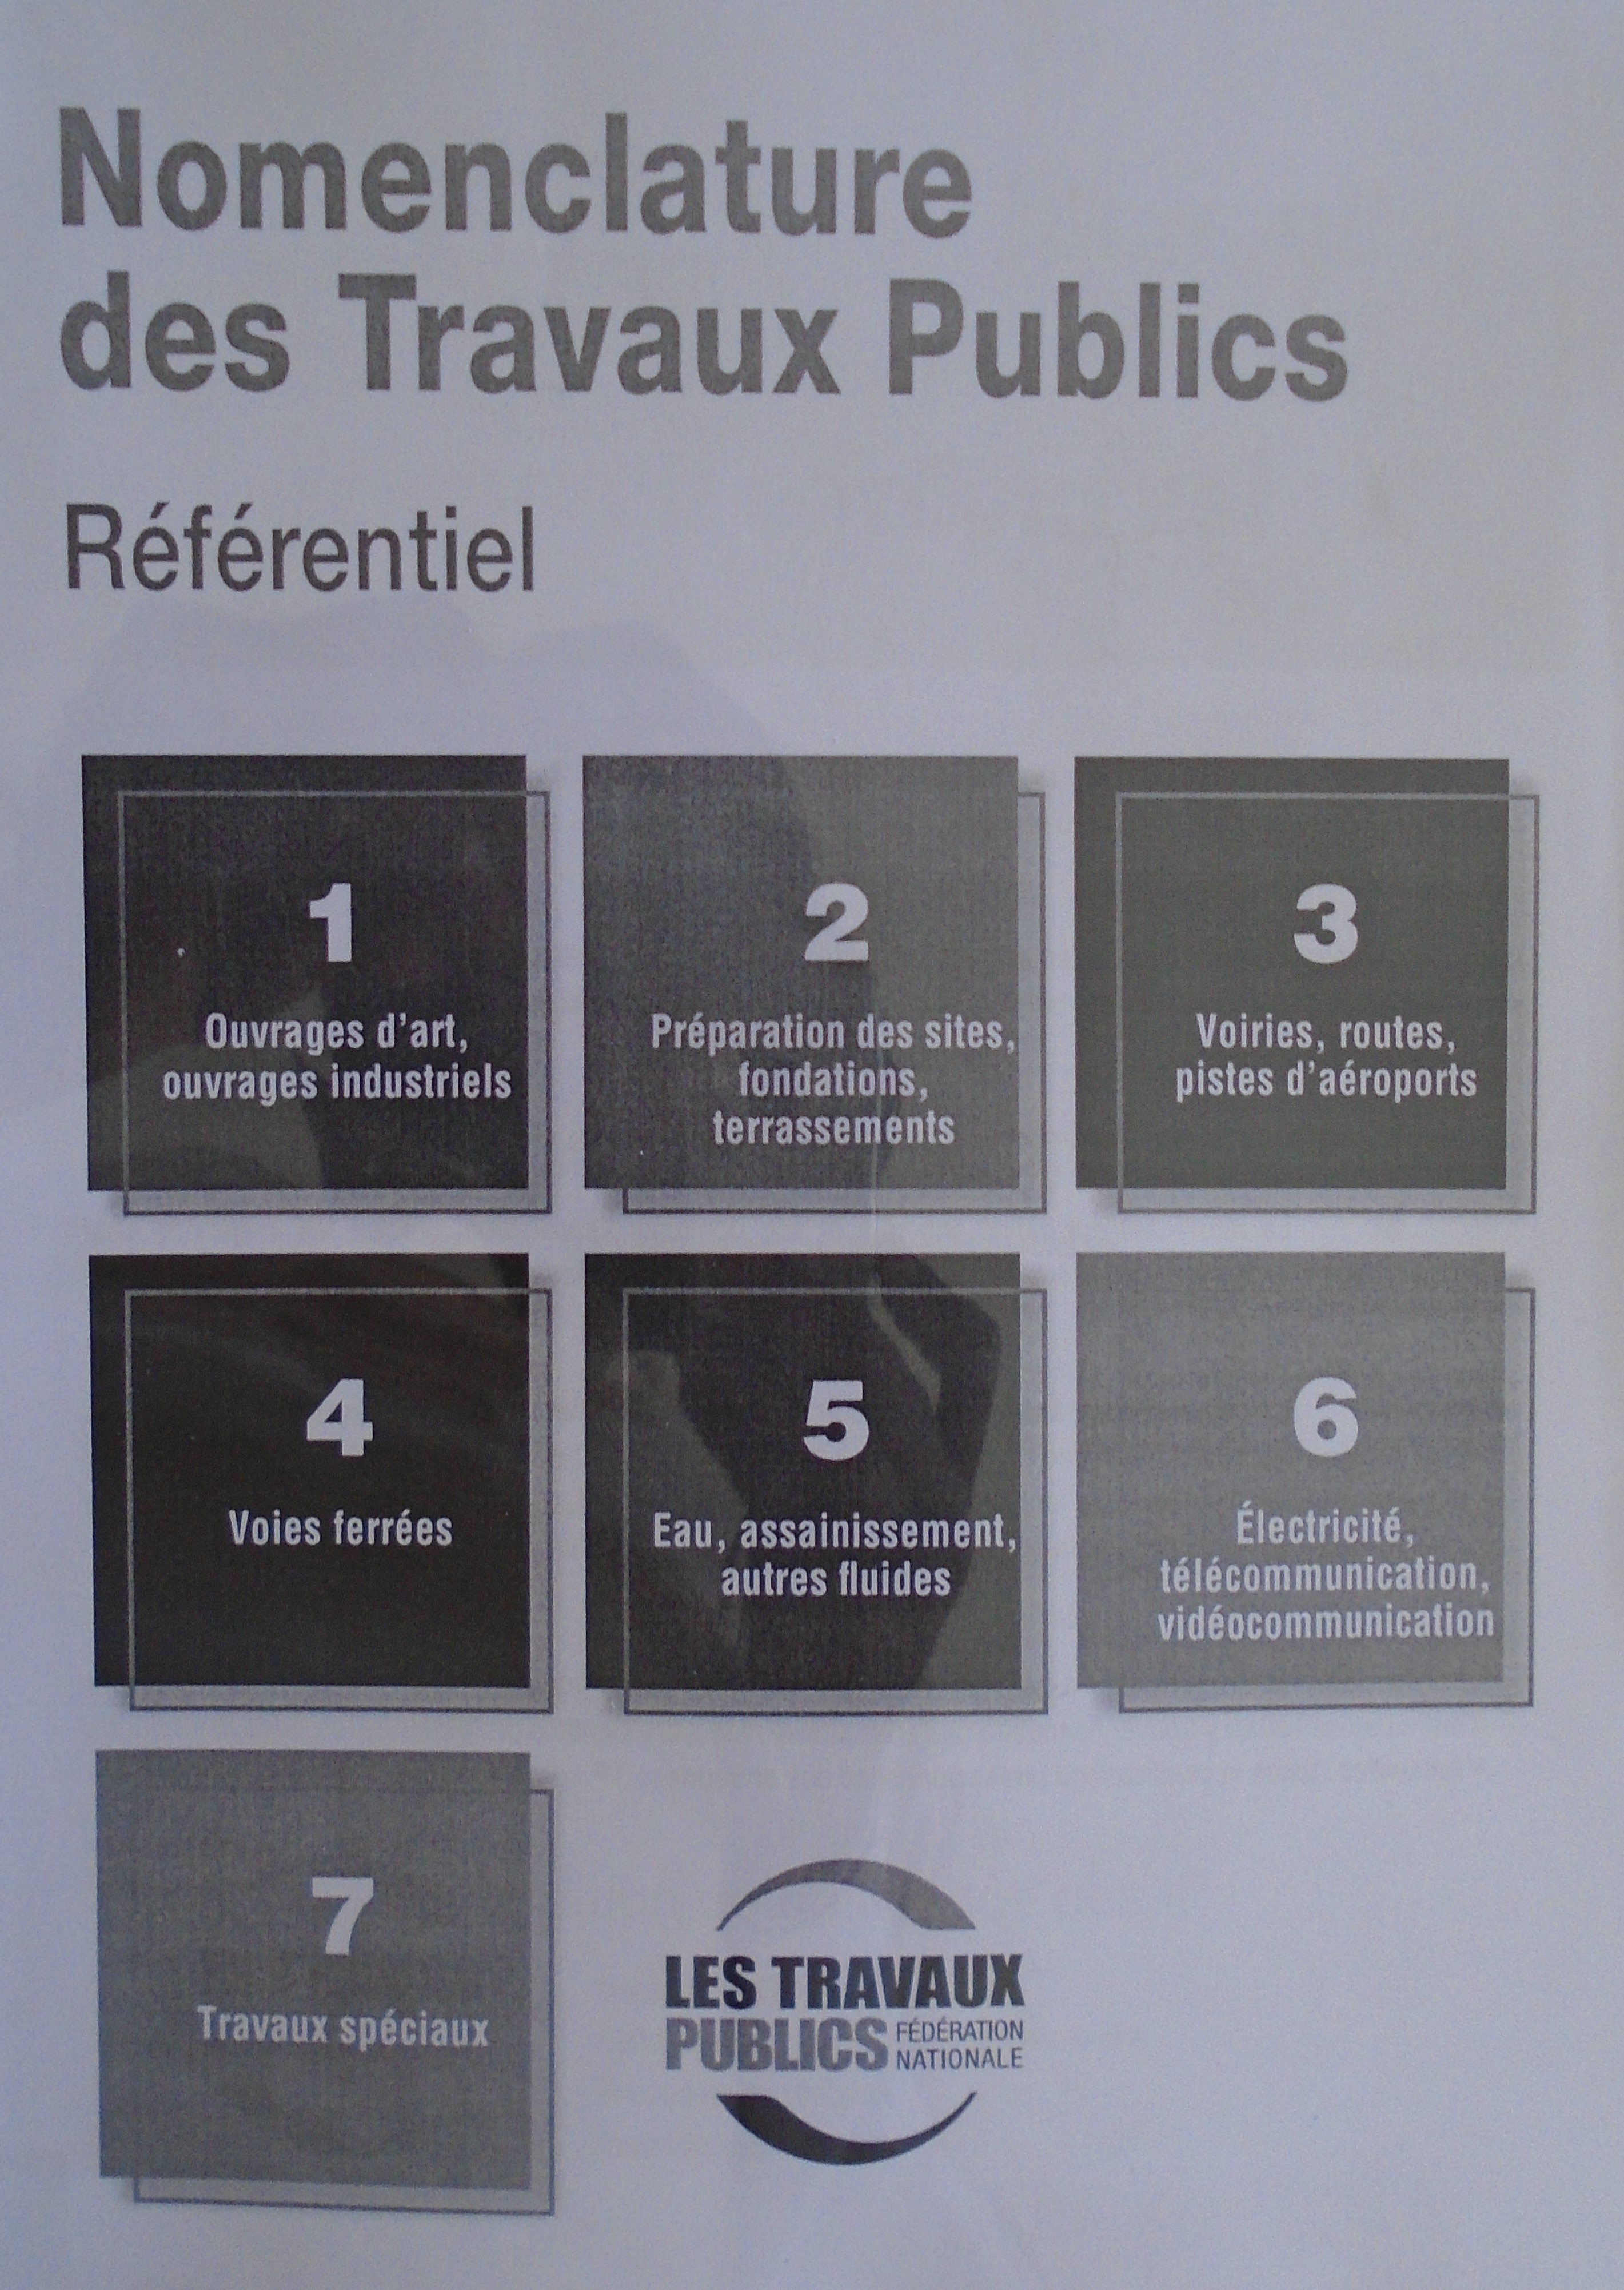 Nomenclature
des Travaux Publics
Référentiel
1
Ouvrages d'art,
ouvrages industriels
2
Préparation des sites,
fondations,
terrassements
3
Voiries, routes,
pistes d'aéroports
4
Voies ferrées
5
Eau, assainissement,
autres fluides
6
Électricité,
télécommunication,
vidéocommunication
7
Travaux spéciaux
LES TRAVAUX
PUBLICS FÉDÉRATION
NATIONALE